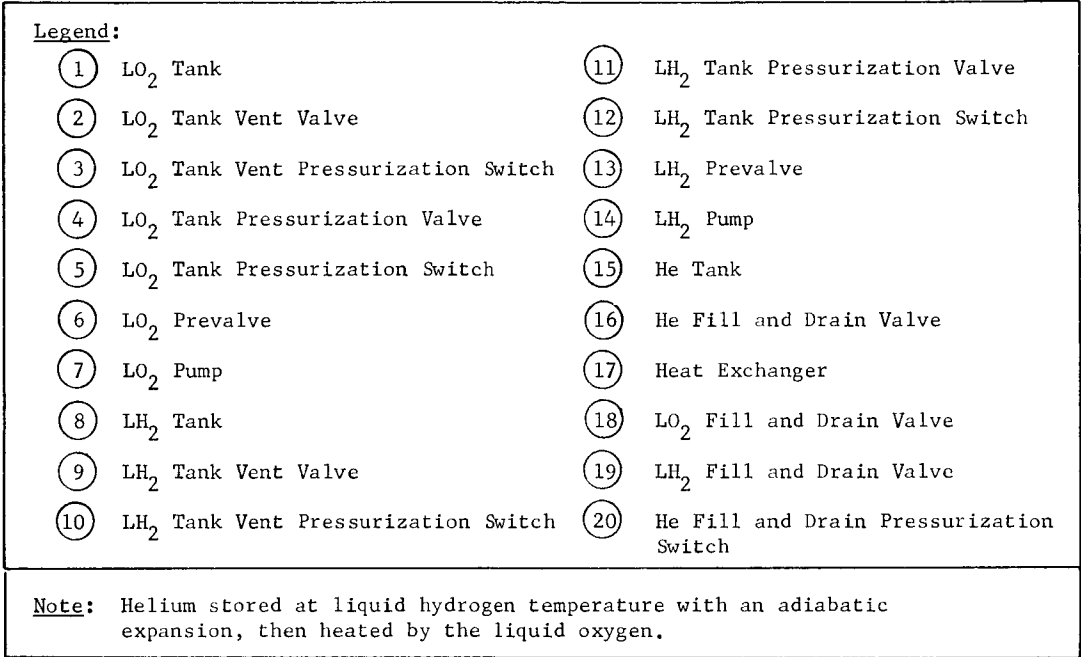 Legend:
1 LO2 Tank
2 LO2 Tank Vent Valve
3 LO2 Tank Vent Pressurization Switch
4 LO2 Tank Pressurization Valve
5 LO2 Tank Pressurization Switch
6 LO2 Prevalve
7 LO2 Pump
8 LH2 Tank
9 LH2 Tank Vent Valve
10 LH2 Tank Vent Pressurization Switch
11 LH2 Tank Pressurization Valve
12 LH2 Tank Pressurization Switch
13 LH2 Prevalve
14 LH2 Pump
15 He Tank
16 He Fill and Drain Valve
17 Heat Exchanger
18 LO2 Fill and Drain Valve
19 LH2 Fill and Drain Valve
20 He Fill and Drain Pressurization
Switch
Note: Helium stored at liquid hydrogen temperature with an adiabatic
expansion, then heated by the liquid oxygen.